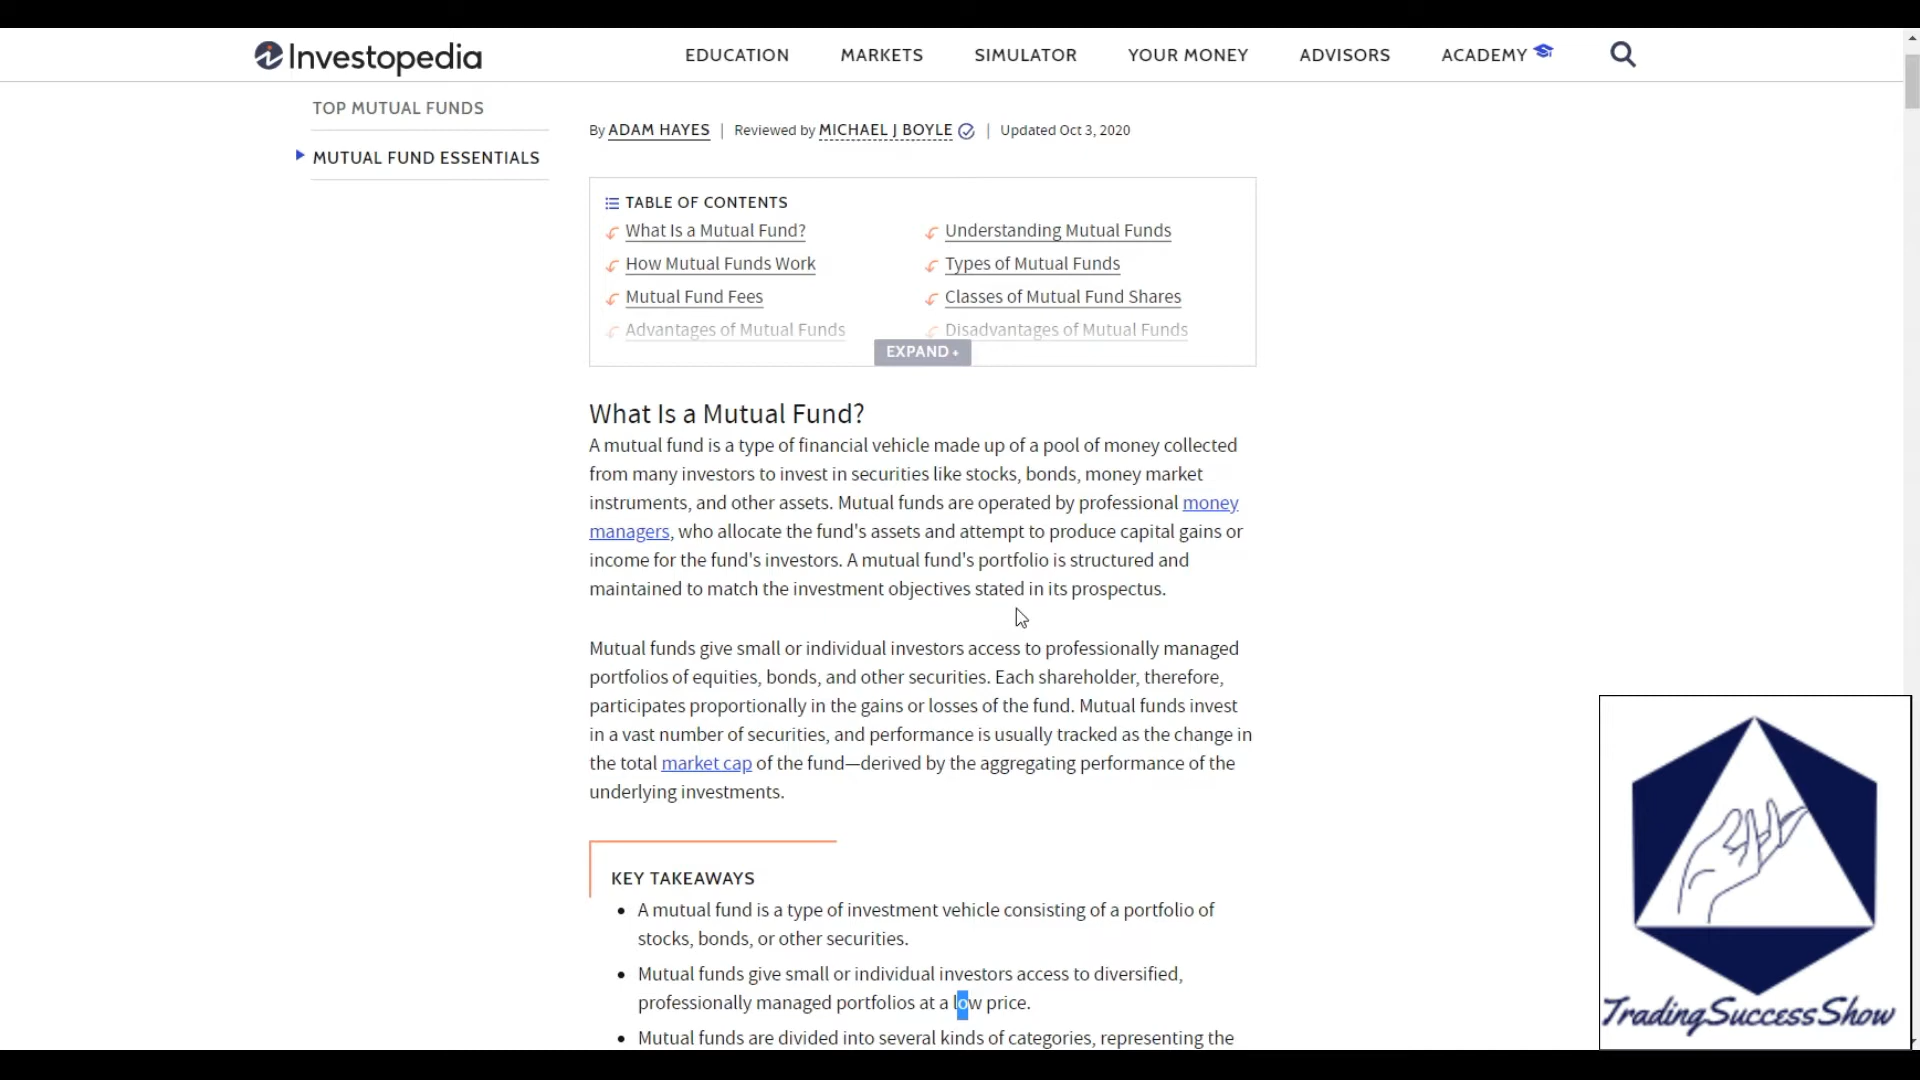 Investopedia
EDUCATION
MARKETS
SIMULATOR
YOUR MONEY
ADVISORS
ACADEMY
TOP MUTUAL FUNDS
MUTUAL FUND ESSENTIALS
By ADAM HAYES | Reviewed by MICHAEL J BOYLE | Updated Oct 3, 2020
TABLE OF CONTENTS
What Is a Mutual Fund?
Understanding Mutual Funds
How Mutual Funds Work
Types of Mutual Funds
Mutual Fund Fees
Classes of Mutual Fund Shares
Advantages of Mutual Funds
Disadvantages of Mutual Funds
EXPAND +
What Is a Mutual Fund?
A mutual fund is a type of financial vehicle made up of a pool of money collected
from many investors to invest in securities like stocks, bonds, money market
instruments, and other assets. Mutual funds are operated by professional money
managers, who allocate the fund's assets and attempt to produce capital gains or
income for the fund's investors. A mutual fund's portfolio is structured and
maintained to match the investment objectives stated in its prospectus.
Mutual funds give small or individual investors access to professionally managed
portfolios of equities, bonds, and other securities. Each shareholder, therefore,
participates proportionally in the gains or losses of the fund. Mutual funds invest
in a vast number of securities, and performance is usually tracked as the change in
the total market cap of the fund—derived by the aggregating performance of the
underlying investments.
KEY TAKEAWAYS
• A mutual fund is a type of investment vehicle consisting of a portfolio of
stocks, bonds, or other securities.
• Mutual funds give small or individual investors access to diversified,
professionally managed portfolios at a low price.
• Mutual funds are divided into several kinds of categories, representing the
TradingSuccessShow